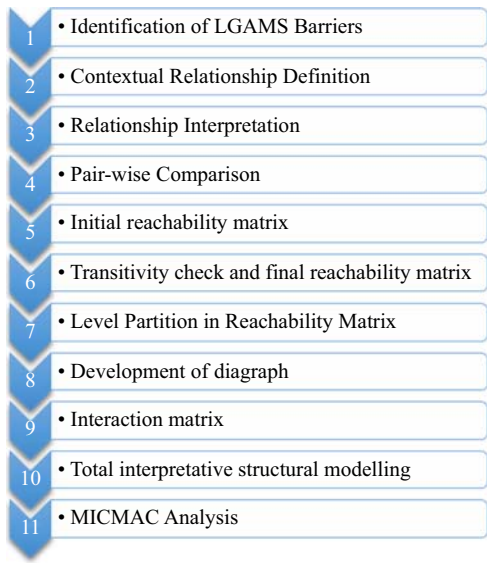 1 • Identification of LGAMS Barriers
2 • Contextual Relationship Definition
3 • Relationship Interpretation
4 • Pair-wise Comparison
5 • Initial reachability matrix
6 • Transitivity check and final reachability matrix
7 • Level Partition in Reachability Matrix
8 • Development of diagraph
9 • Interaction matrix
10 • Total interpretative structural modelling
11 • MICMAC Analysis